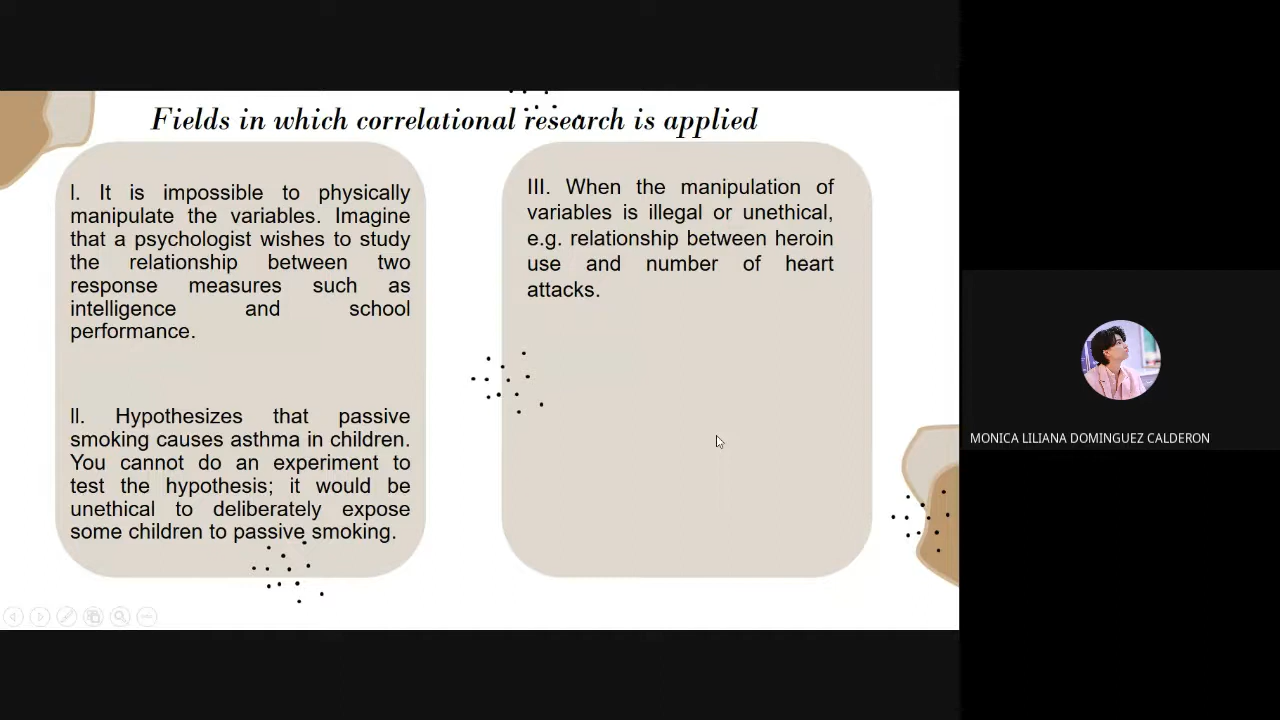 Fields in which correlational research is applied
I. It is impossible to physically
manipulate the variables. Imagine
that a psychologist wishes to study
the relationship between two
response measures such as
intelligence and school
performance.
II. Hypothesizes that passive
smoking causes asthma in children.
You cannot do an experiment to
test the hypothesis; it would be
unethical to deliberately expose
some children to passive smoking.
III. When the manipulation of
variables is illegal or unethical,
e.g. relationship between heroin
use and number of heart
attacks.
MONICA LILIANA DOMINGUEZ CALDERON